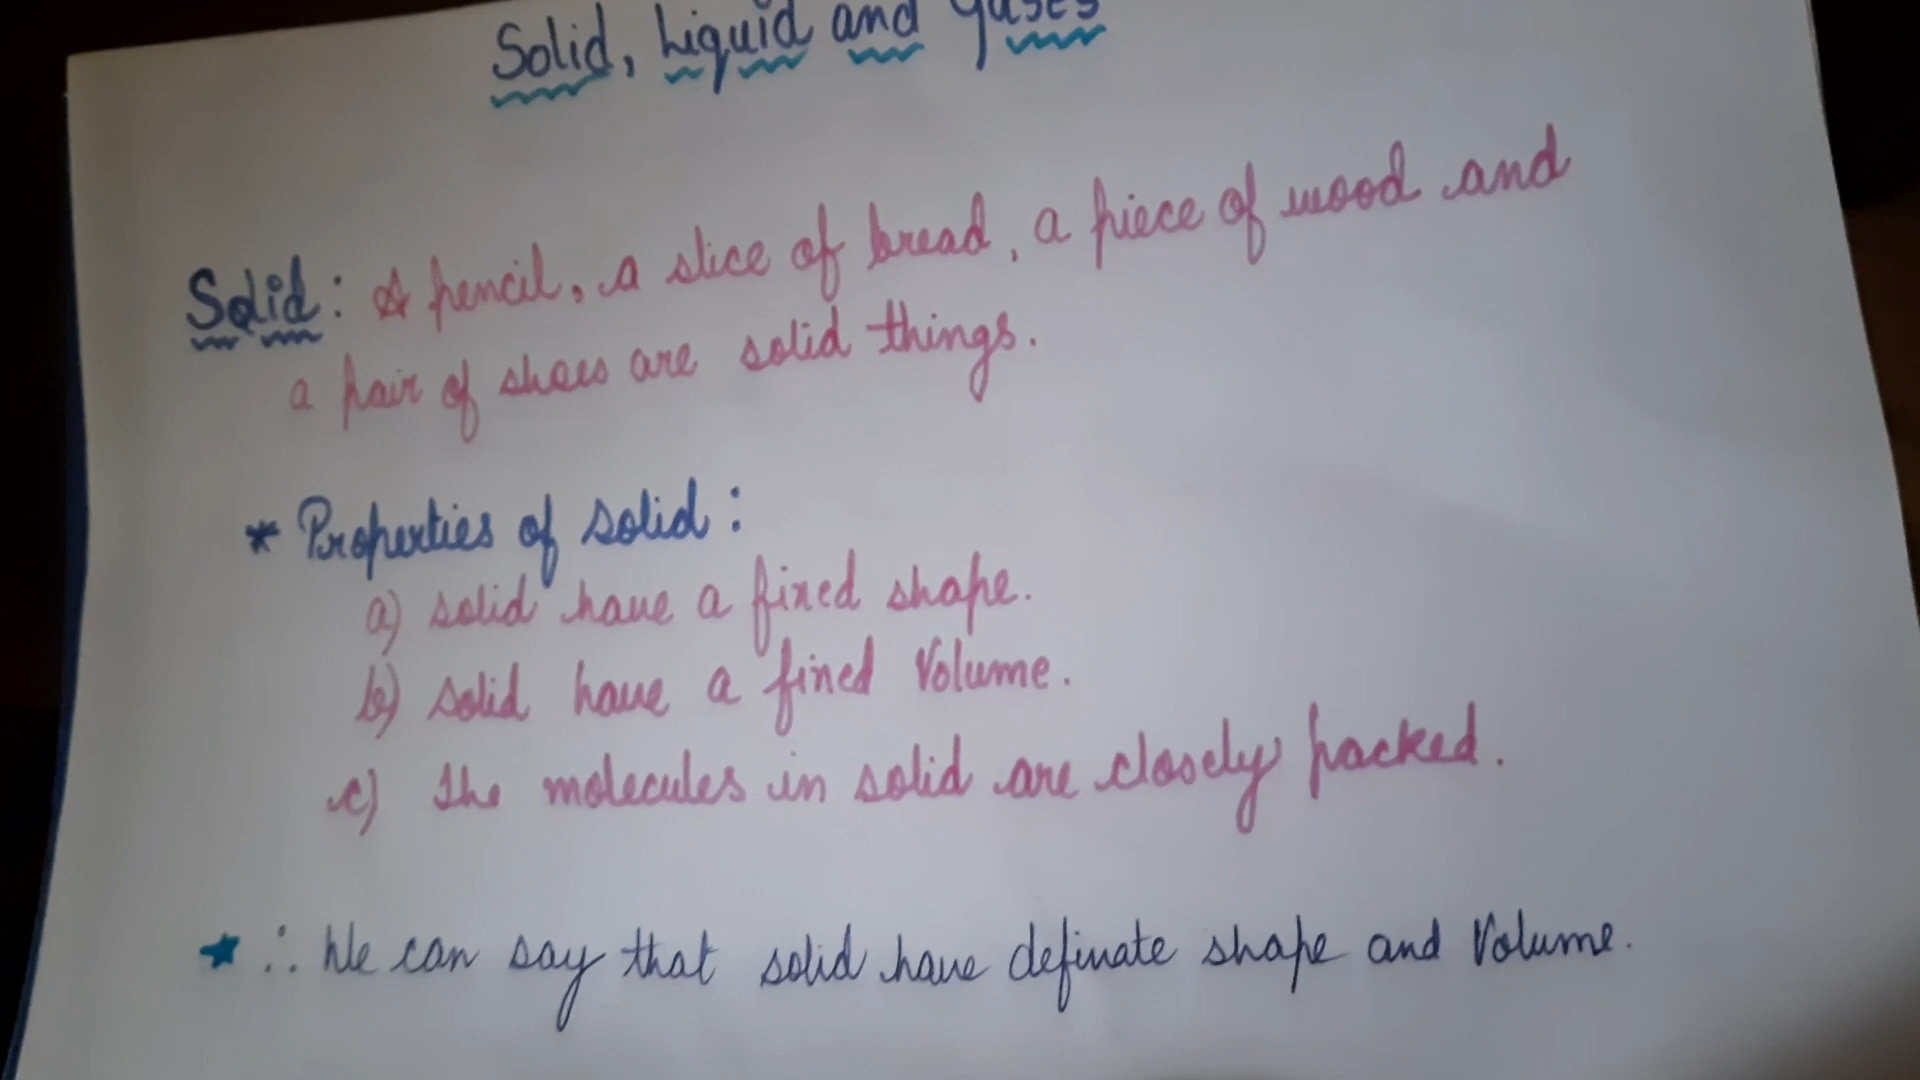 Solid, Liquid and gases
Solid: A pencil, a slice of bread, a piece of wood and
a pair of shoes are solid things.
* Properties of solid:
a) solid have a fixed shape.
b) solid have a fixed Volume.
c) The molecules in solid are closely packed.
★ ∴ We can say that solid have definate shape and Volume.